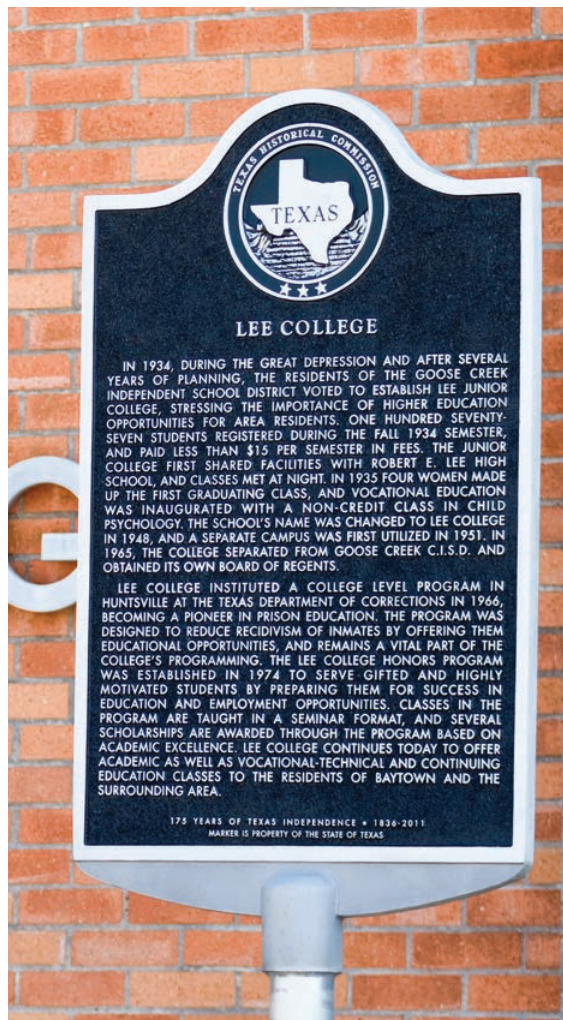 TEXAS HISTORICAL COMMISSION
TEXAS
LEE COLLEGE
IN 1934, DURING THE GREAT DEPRESSION AND AFTER SEVERAL
YEARS OF PLANNING, THE RESIDENTS OF THE GOOSE CREEK
INDEPENDENT SCHOOL DISTRICT VOTED TO ESTABLISH LEE JUNIOR
COLLEGE, STRESSING THE IMPORTANCE OF HIGHER EDUCATION
OPPORTUNITIES FOR AREA RESIDENTS. ONE HUNDRED SEVENTY-
SEVEN STUDENTS REGISTERED DURING THE FALL 1934 SEMESTER,
AND PAID LESS THAN $15 PER SEMESTER IN FEES. THE JUNIOR
COLLEGE FIRST SHARED FACILITIES WITH ROBERT E. LEE HIGH
SCHOOL, AND CLASSES MET AT NIGHT. IN 1935 FOUR WOMEN MADE
UP THE FIRST GRADUATING CLASS, AND VOCATIONAL EDUCATION
WAS INAUGURATED WITH A NON-CREDIT CLASS IN CHILD
PSYCHOLOGY. THE SCHOOL'S NAME WAS CHANGED TO LEE COLLEGE
IN 1948, AND A SEPARATE CAMPUS WAS FIRST UTILIZED IN 1951. IN
1965, THE COLLEGE SEPARATED FROM GOOSE CREEK C.I.S.D. AND
OBTAINED ITS OWN BOARD OF REGENTS.
LEE COLLEGE INSTITUTED A COLLEGE LEVEL PROGRAM IN
HUNTSVILLE AT THE TEXAS DEPARTMENT OF CORRECTIONS IN 1966,
BECOMING A PIONEER IN PRISON EDUCATION. THE PROGRAM WAS
DESIGNED TO REDUCE RECIDIVISM OF INMATES BY OFFERING THEM
EDUCATIONAL OPPORTUNITIES, AND REMAINS A VITAL PART OF THE
COLLEGE'S PROGRAMMING. THE LEE COLLEGE HONORS PROGRAM
WAS ESTABLISHED IN 1974 TO SERVE GIFTED AND HIGHLY
MOTIVATED STUDENTS BY PREPARING THEM FOR SUCCESS IN
EDUCATION AND EMPLOYMENT OPPORTUNITIES. CLASSES IN THE
PROGRAM ARE TAUGHT IN A SEMINAR FORMAT, AND SEVERAL
SCHOLARSHIPS ARE AWARDED THROUGH THE PROGRAM BASED ON
ACADEMIC EXCELLENCE. LEE COLLEGE CONTINUES TODAY TO OFFER
ACADEMIC AS WELL AS VOCATIONAL-TECHNICAL AND CONTINUING
EDUCATION CLASSES TO THE RESIDENTS OF BAYTOWN AND THE
SURROUNDING AREA.
175 YEARS OF TEXAS INDEPENDENCE ★ 1836-2011
MARKER IS PROPERTY OF THE STATE OF TEXAS
G